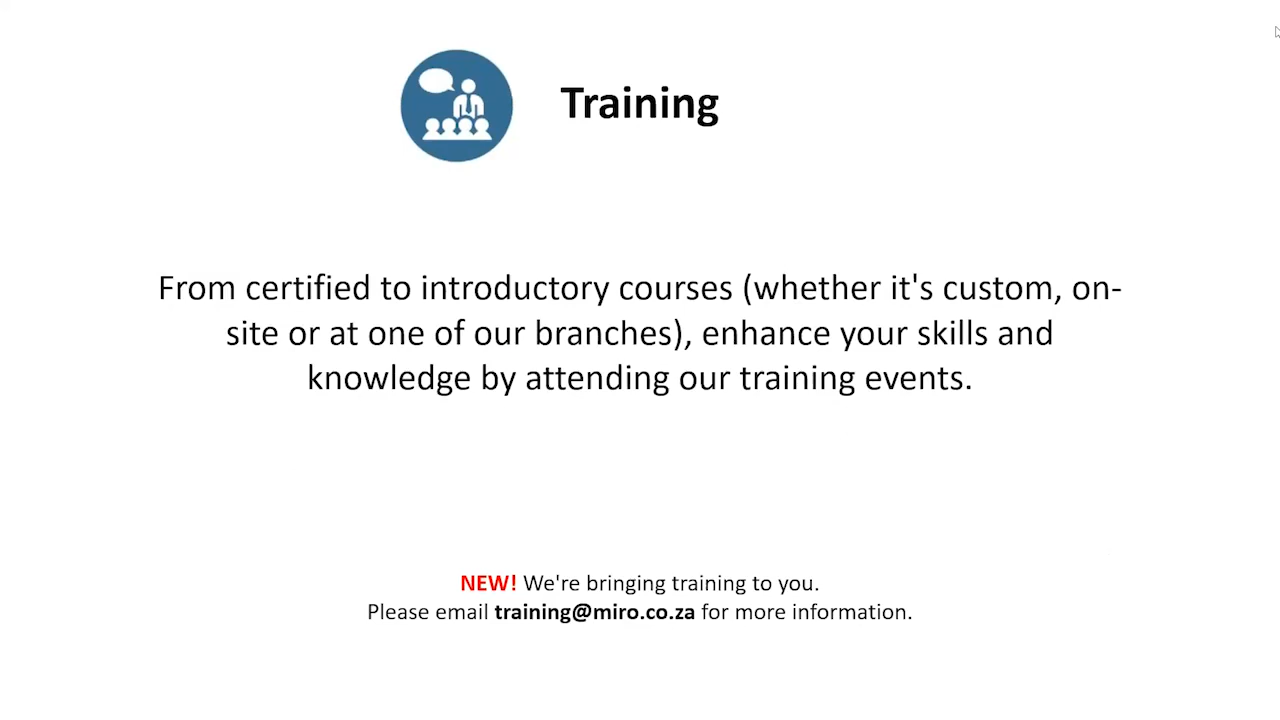 Training
From certified to introductory courses (whether it's custom, on-
site or at one of our branches), enhance your skills and
knowledge by attending our training events.
NEW! We're bringing training to you.
Please email training@miro.co.za for more information.